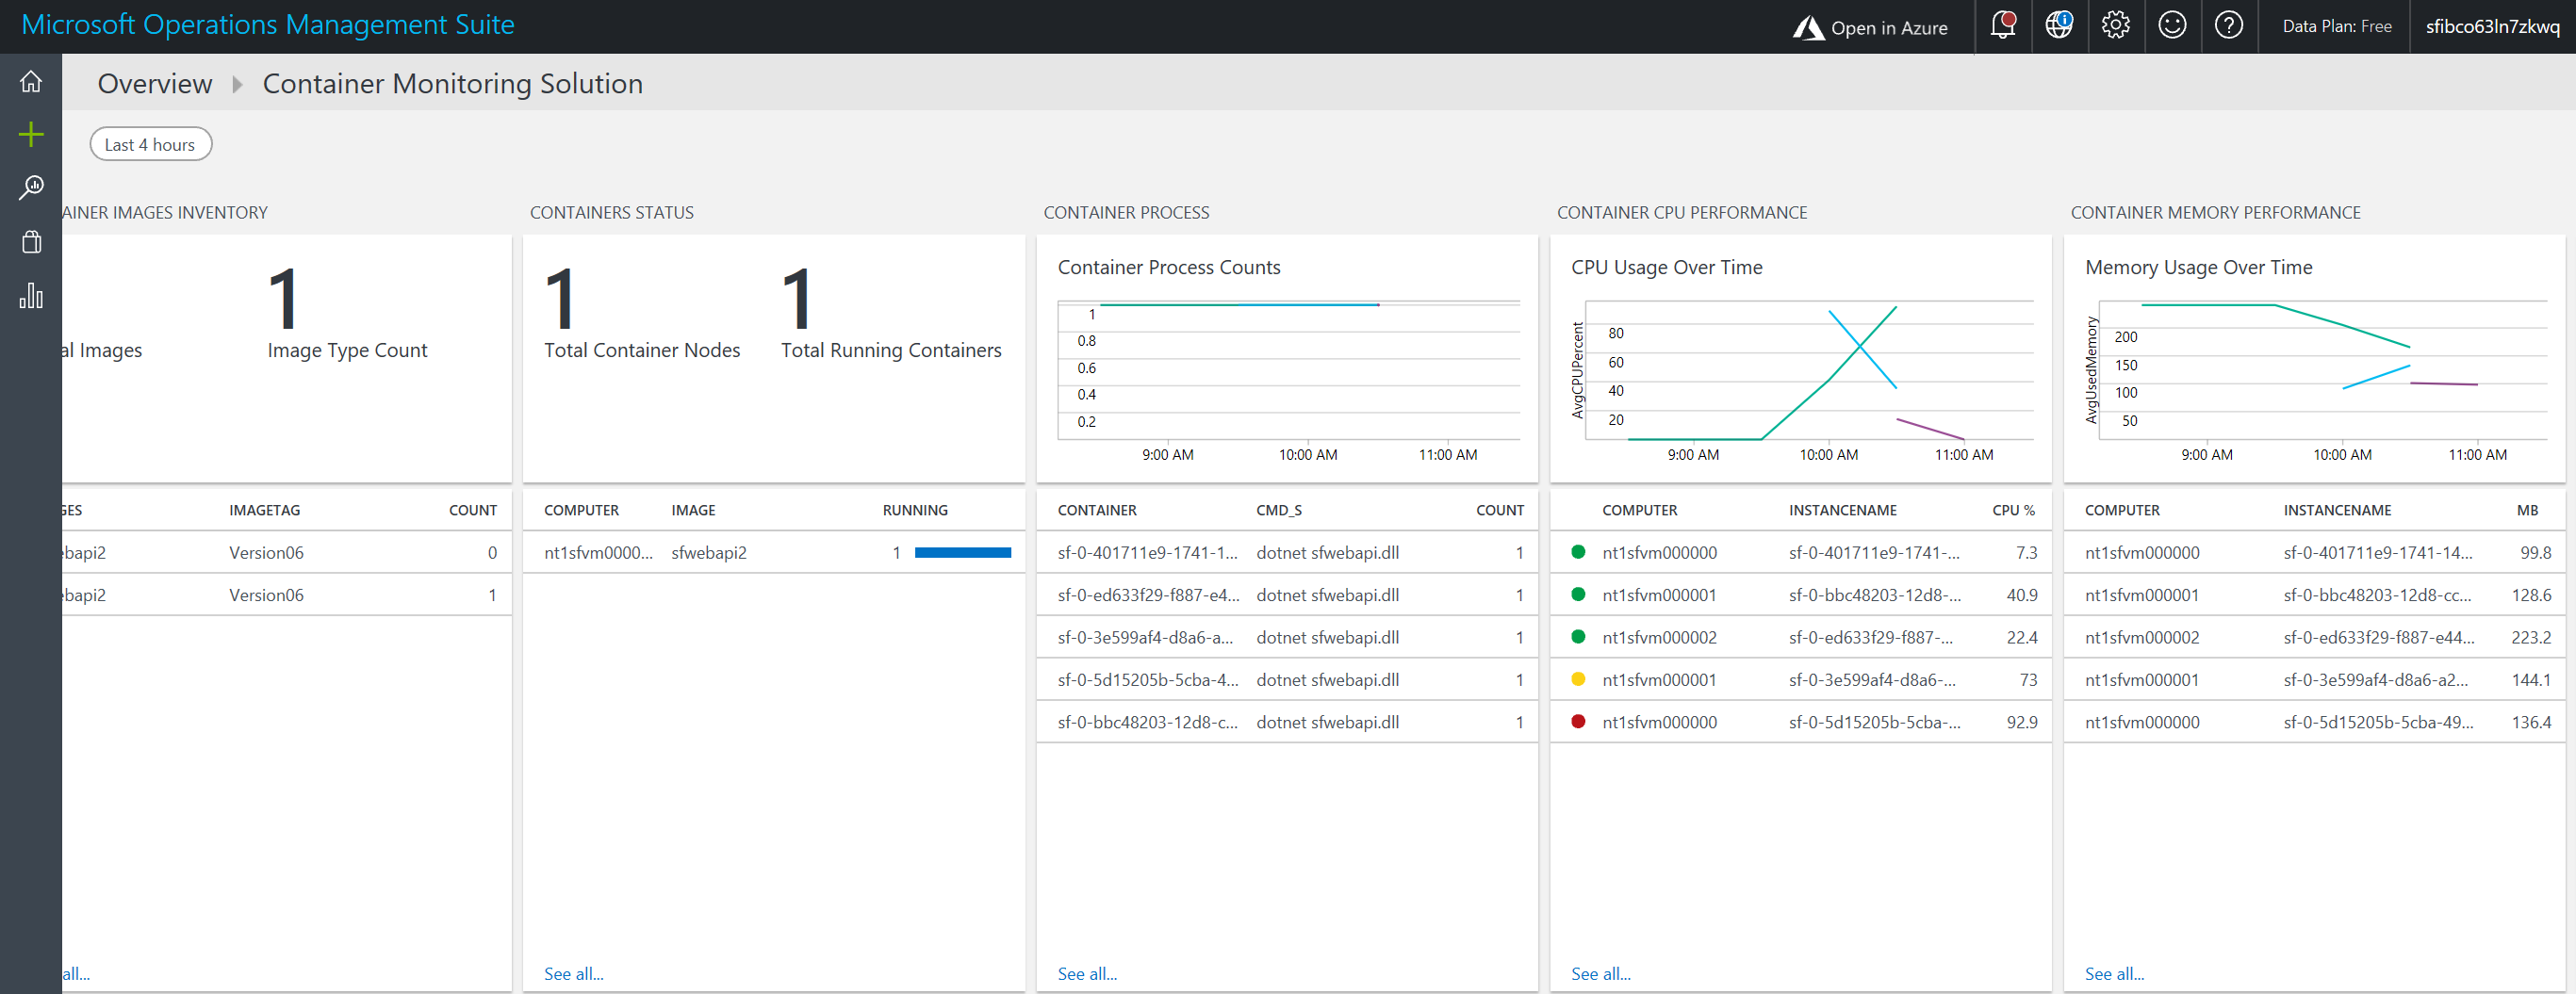 Microsoft Operations Management Suite
Open in Azure
Data Plan: Free
sfibco63ln7zkwq
Overview
Container Monitoring Solution
Last 4 hours
AINER IMAGES INVENTORY
al Images
1
Image Type Count
GES IMAGETAG COUNT
ebapi2 Version06 0
ebapi2 Version06 1
all...
CONTAINERS STATUS
1
Total Container Nodes
1
Total Running Containers
COMPUTER IMAGE RUNNING
nt1sfvm0000... sfwebapi2 1
See all...
CONTAINER PROCESS
Container Process Counts
1
0.8
0.6
0.4
0.2
9:00 AM 10:00 AM 11:00 AM
CONTAINER CMD_S COUNT
sf-0-401711e9-1741-1... dotnet sfwebapi.dll 1
sf-0-ed633f29-f887-e4... dotnet sfwebapi.dll 1
sf-0-3e599af4-d8a6-a... dotnet sfwebapi.dll 1
sf-0-5d15205b-5cba-4... dotnet sfwebapi.dll 1
sf-0-bbc48203-12d8-c... dotnet sfwebapi.dll 1
See all...
CONTAINER CPU PERFORMANCE
CPU Usage Over Time
AvgCPUPercent
80
60
40
20
9:00 AM 10:00 AM 11:00 AM
COMPUTER INSTANCENAME CPU %
nt1sfvm000000 sf-0-401711e9-1741-... 7.3
nt1sfvm000001 sf-0-bbc48203-12d8-... 40.9
nt1sfvm000002 sf-0-ed633f29-f887-... 22.4
nt1sfvm000001 sf-0-3e599af4-d8a6-... 73
nt1sfvm000000 sf-0-5d15205b-5cba-... 92.9
See all...
CONTAINER MEMORY PERFORMANCE
Memory Usage Over Time
AvgUsedMemory
200
150
100
50
9:00 AM 10:00 AM 11:00 AM
COMPUTER INSTANCENAME MB
nt1sfvm000000 sf-0-401711e9-1741-14... 99.8
nt1sfvm000001 sf-0-bbc48203-12d8-cc... 128.6
nt1sfvm000002 sf-0-ed633f29-f887-e44... 223.2
nt1sfvm000001 sf-0-3e599af4-d8a6-a2... 144.1
nt1sfvm000000 sf-0-5d15205b-5cba-49... 136.4
See all...